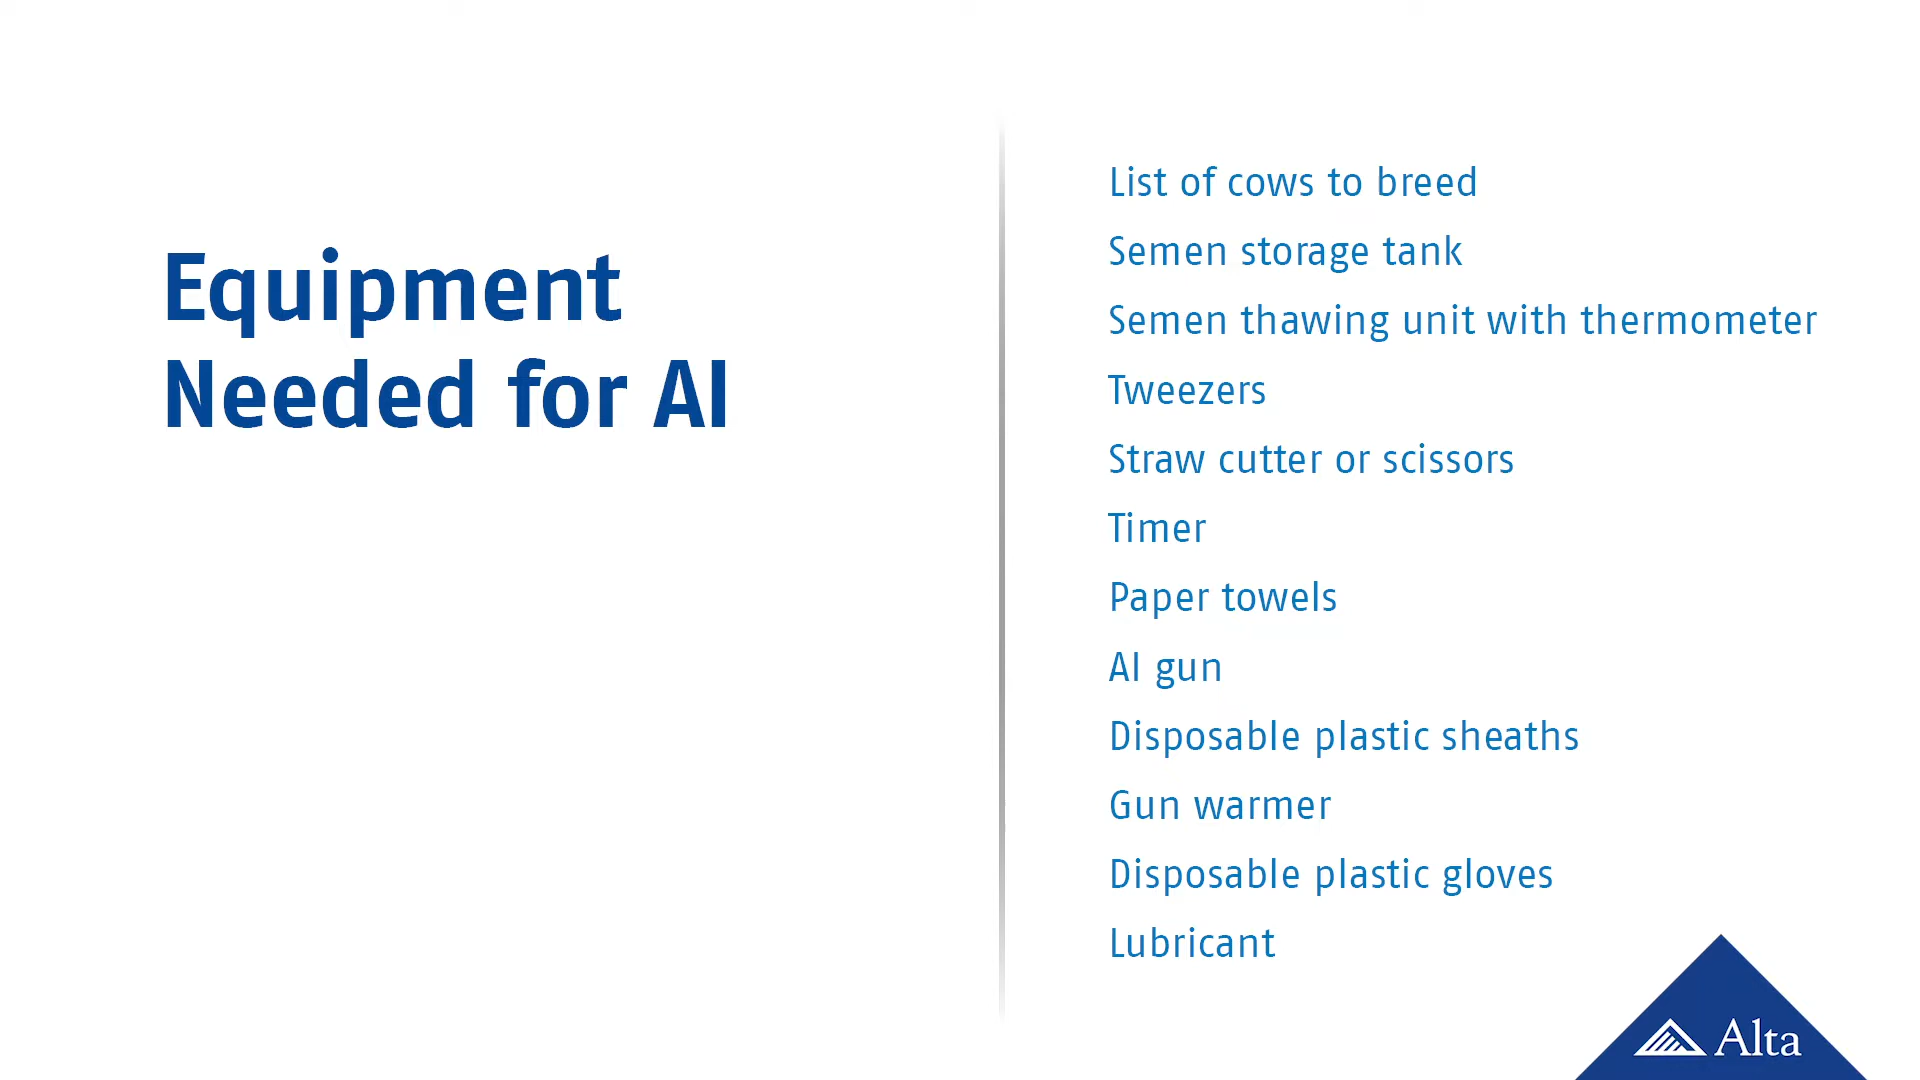 Equipment
Needed for AI
List of cows to breed
Semen storage tank
Semen thawing unit with thermometer
Tweezers
Straw cutter or scissors
Timer
Paper towels
AI gun
Disposable plastic sheaths
Gun warmer
Disposable plastic gloves
Lubricant
Alta